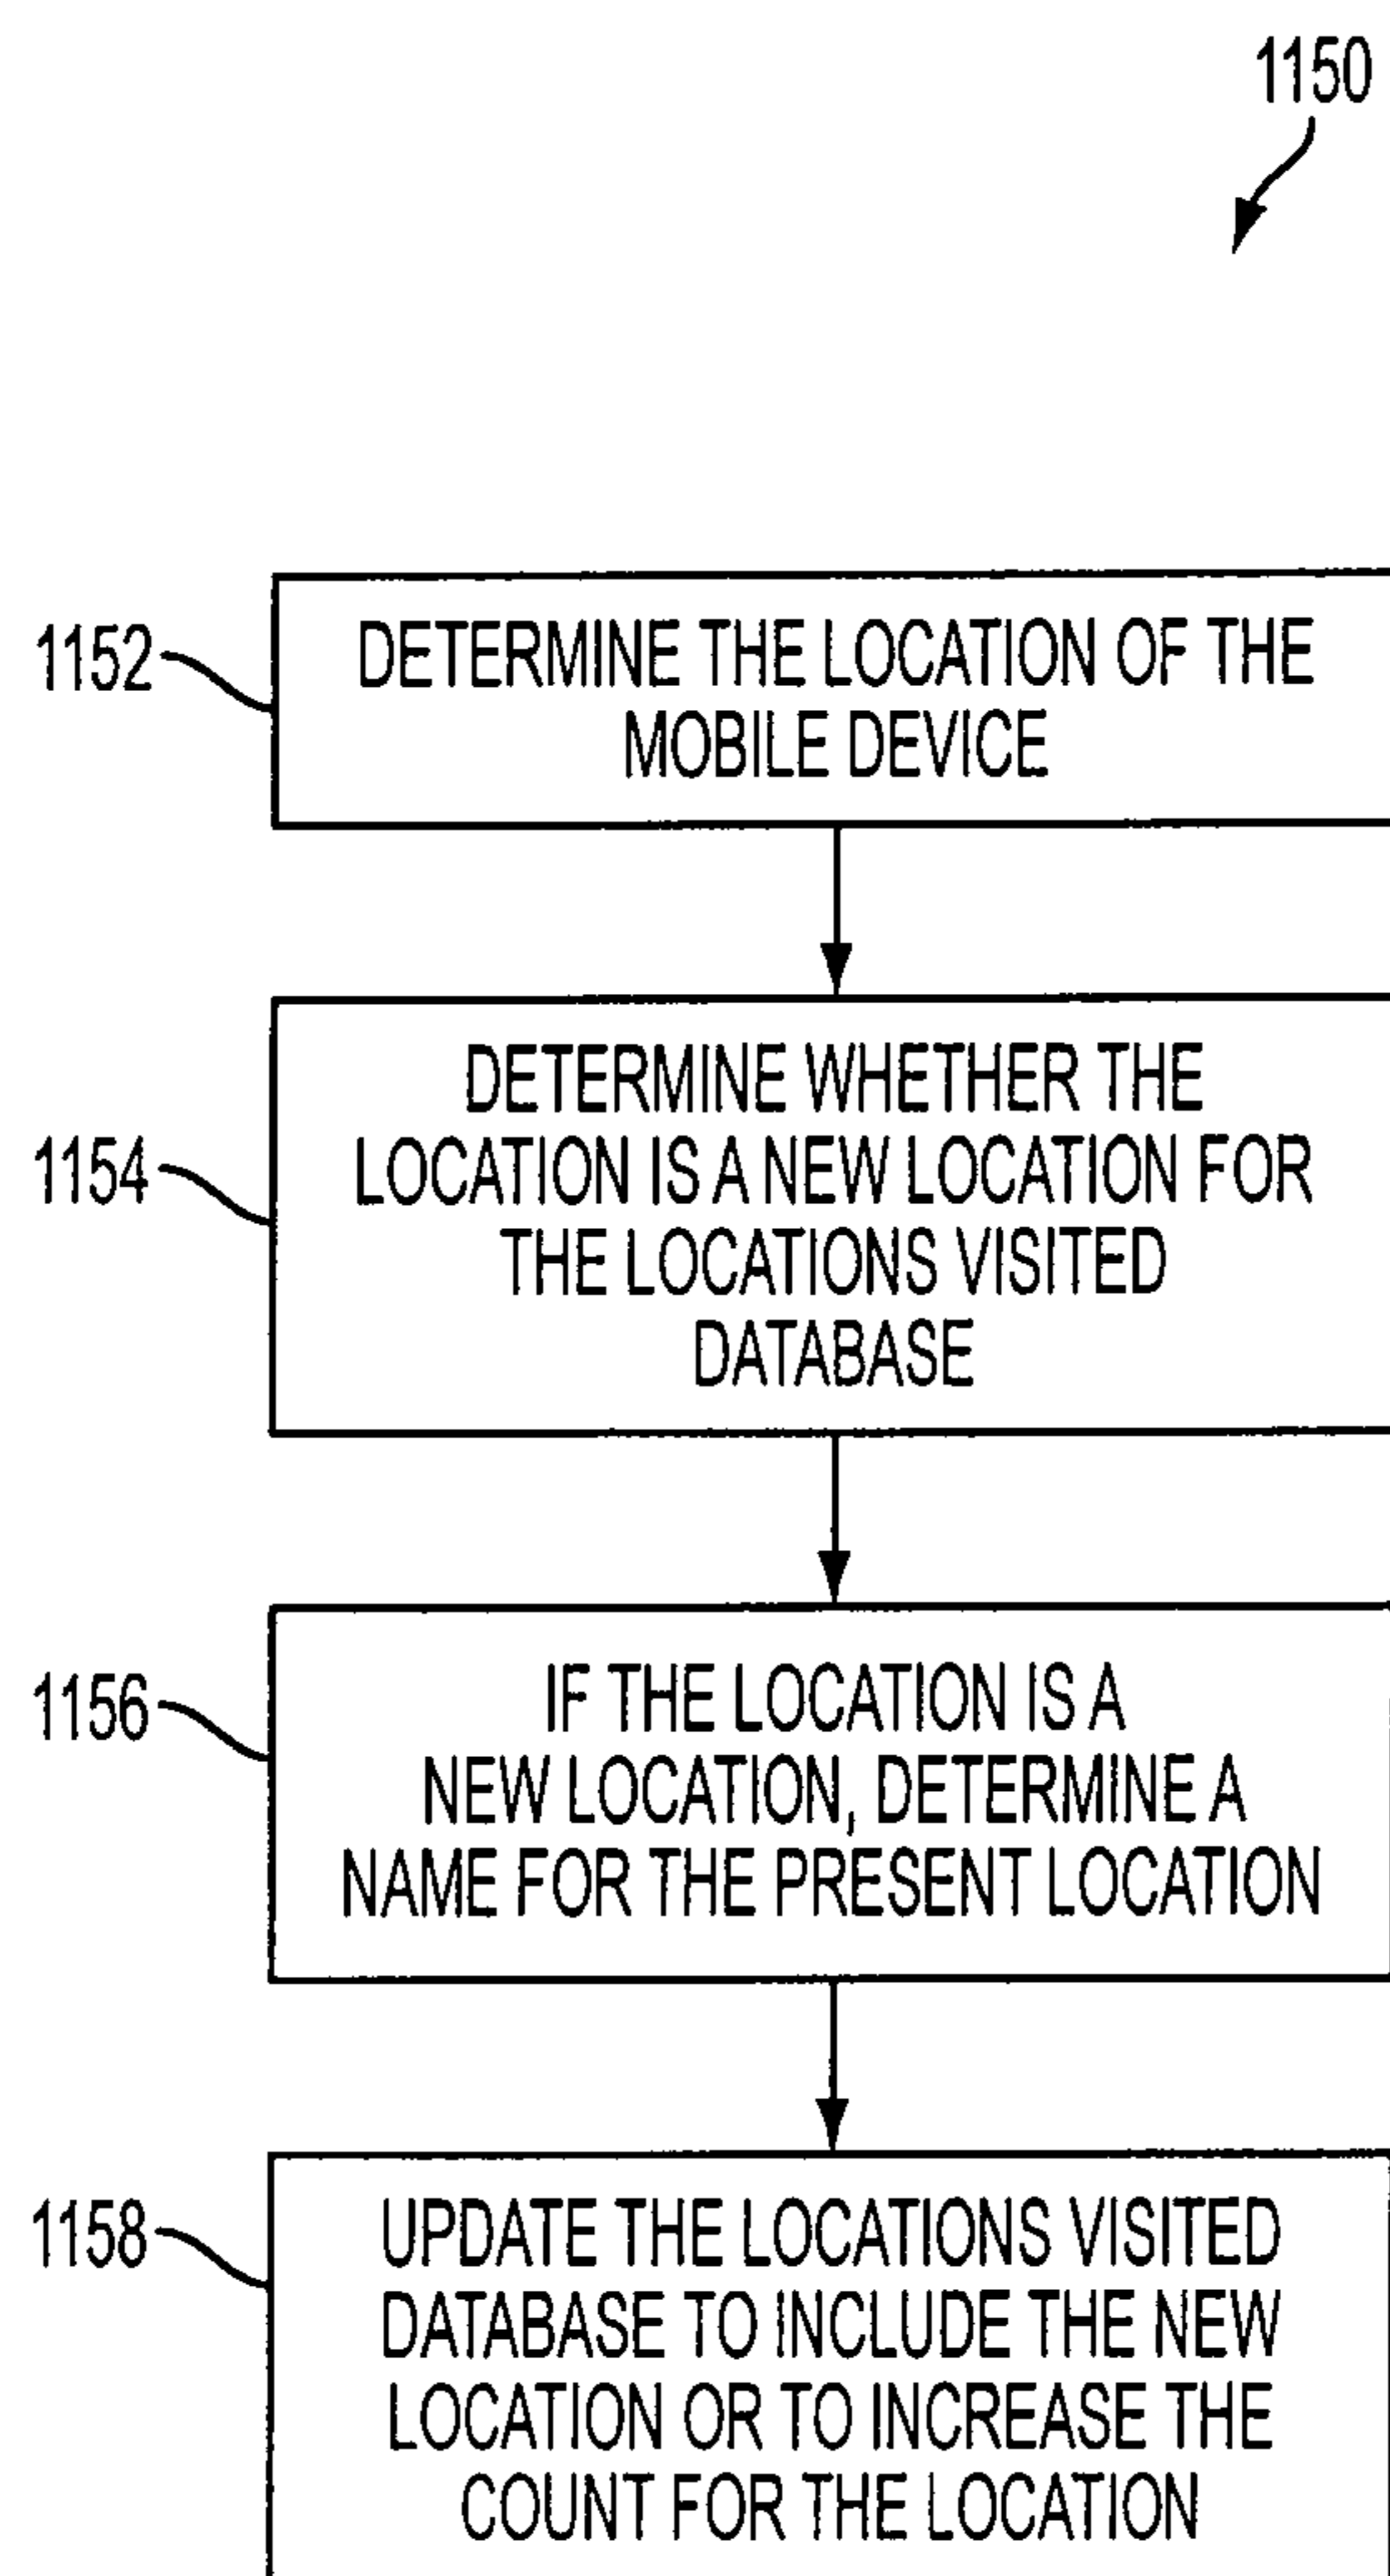 1150
1152
DETERMINE THE LOCATION OF THE
MOBILE DEVICE
1154
DETERMINE WHETHER THE
LOCATION IS A NEW LOCATION FOR
THE LOCATIONS VISITED
DATABASE
1156
IF THE LOCATION IS A
NEW LOCATION, DETERMINE A
NAME FOR THE PRESENT LOCATION
1158
UPDATE THE LOCATIONS VISITED
DATABASE TO INCLUDE THE NEW
LOCATION OR TO INCREASE THE
COUNT FOR THE LOCATION